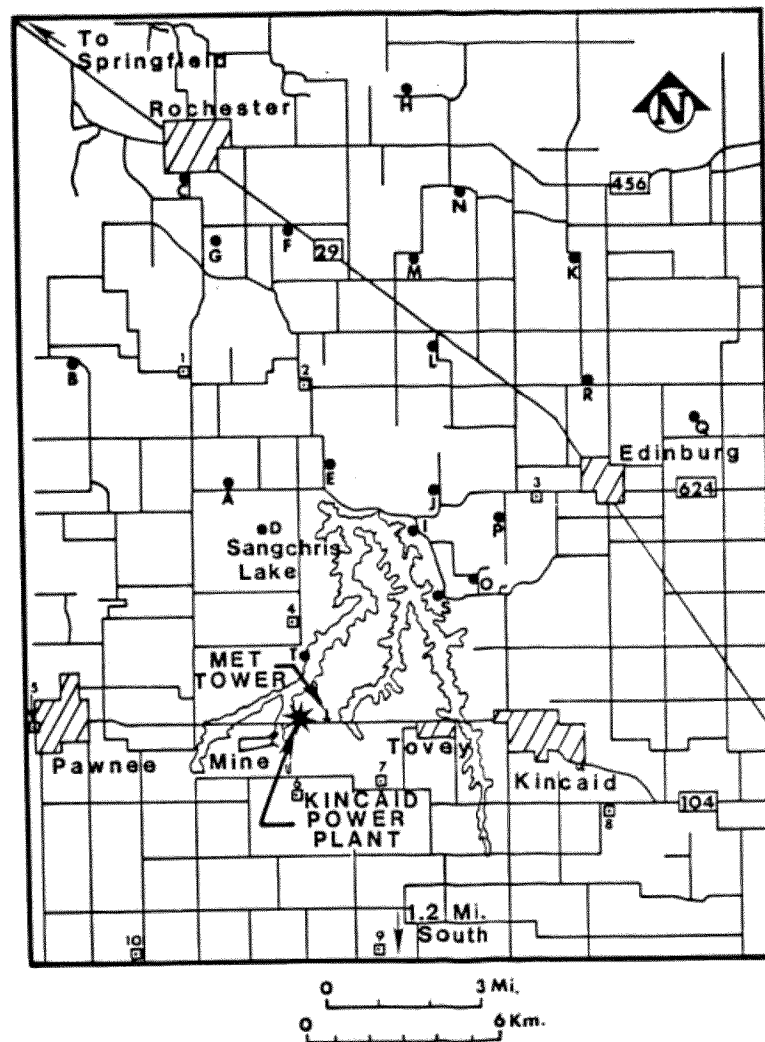 To
Springfield
Rochester
H
N
456
C
N
G
F
29
M
K
B
1
2
L
R
Q
Edinburg
A
E
J
3
624
D
I
P
Sangchris
Lake
O
S
4
T
MET
TOWER
5
Pawnee
Mine
Tovey
Kincaid
6
7
KINCAID
POWER
PLANT
104
8
1.2 Mi.
South
10
9
0 3 Mi.
0 6 Km.